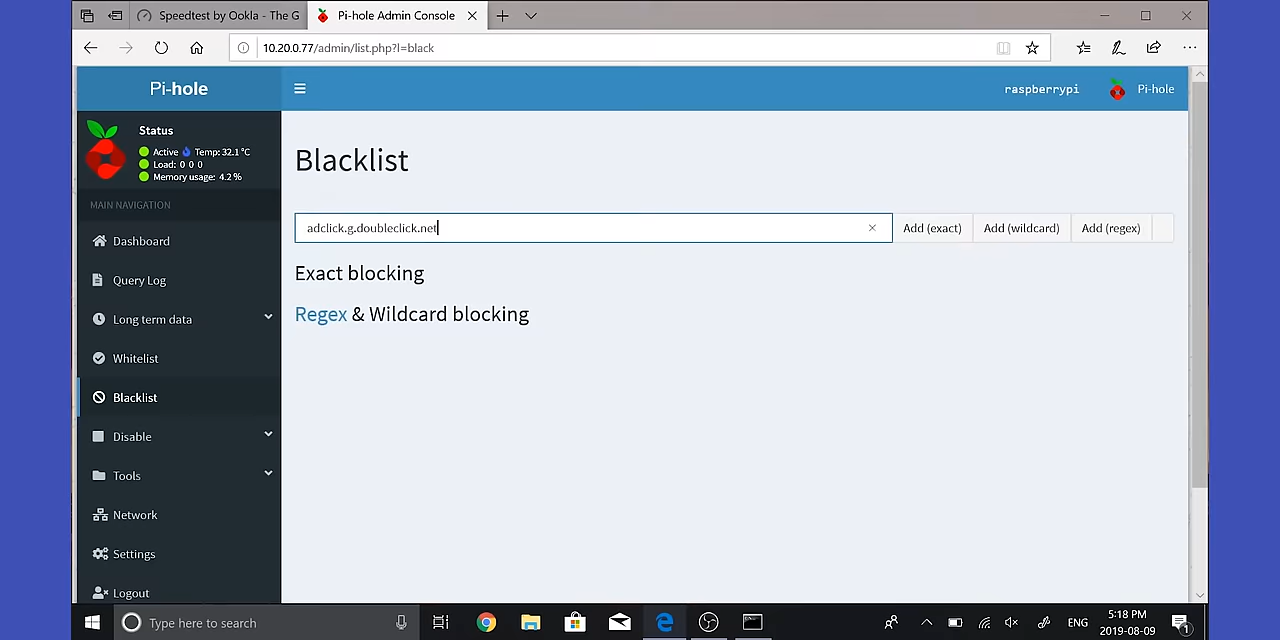 Speedtest by Ookla - The G
Pi-hole Admin Console
10.20.0.77/admin/list.php?l=black
Pi-hole
raspberrypi
Pi-hole
Status
Active Temp: 32.1 °C
Load: 0 0 0
Memory usage: 4.2 %
MAIN NAVIGATION
Dashboard
Query Log
Long term data
Whitelist
Blacklist
Disable
Tools
Network
Settings
Logout
Blacklist
adclick.g.doubleclick.net
Add (exact)
Add (wildcard)
Add (regex)
Exact blocking
Regex & Wildcard blocking
Type here to search
ENG
5:18 PM
2019-08-09
1